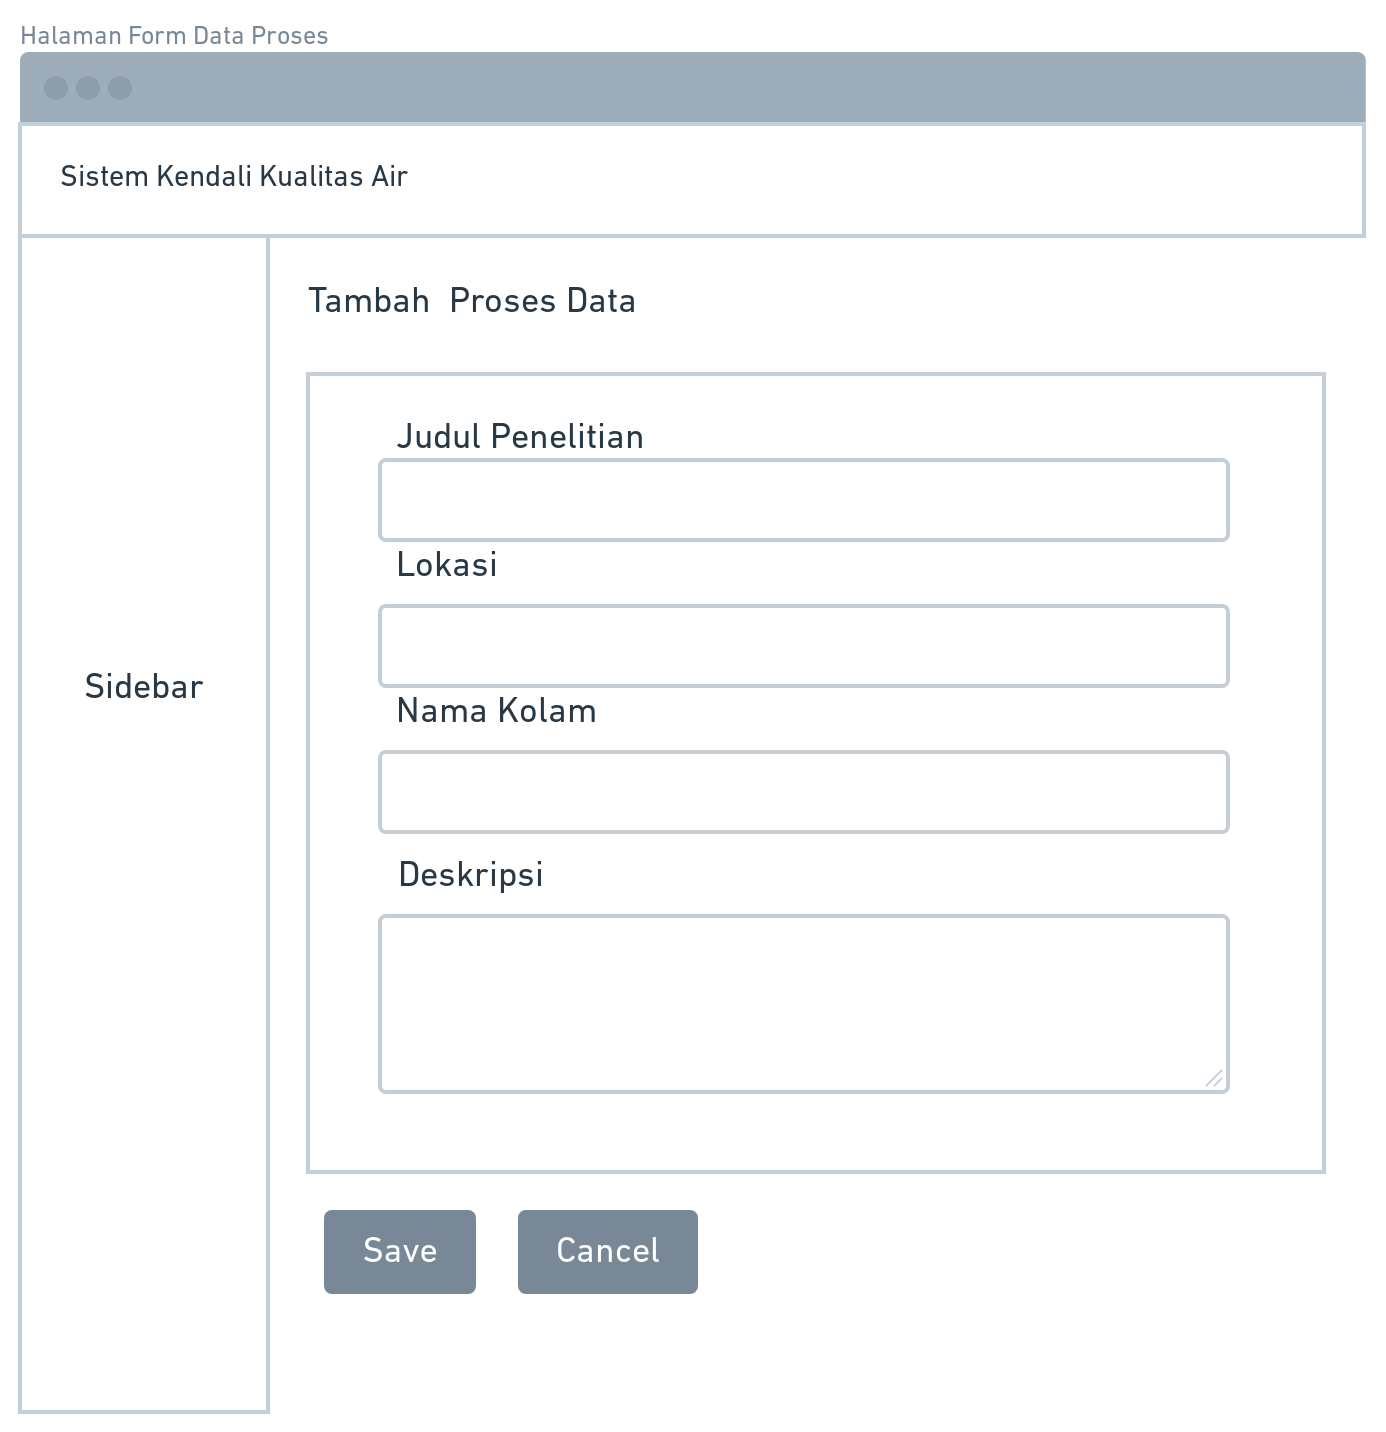 Halaman Form Data Proses
Sistem Kendali Kualitas Air
Sidebar
Tambah  Proses Data
Judul Penelitian
Lokasi
Nama Kolam
Deskripsi
Save
Cancel